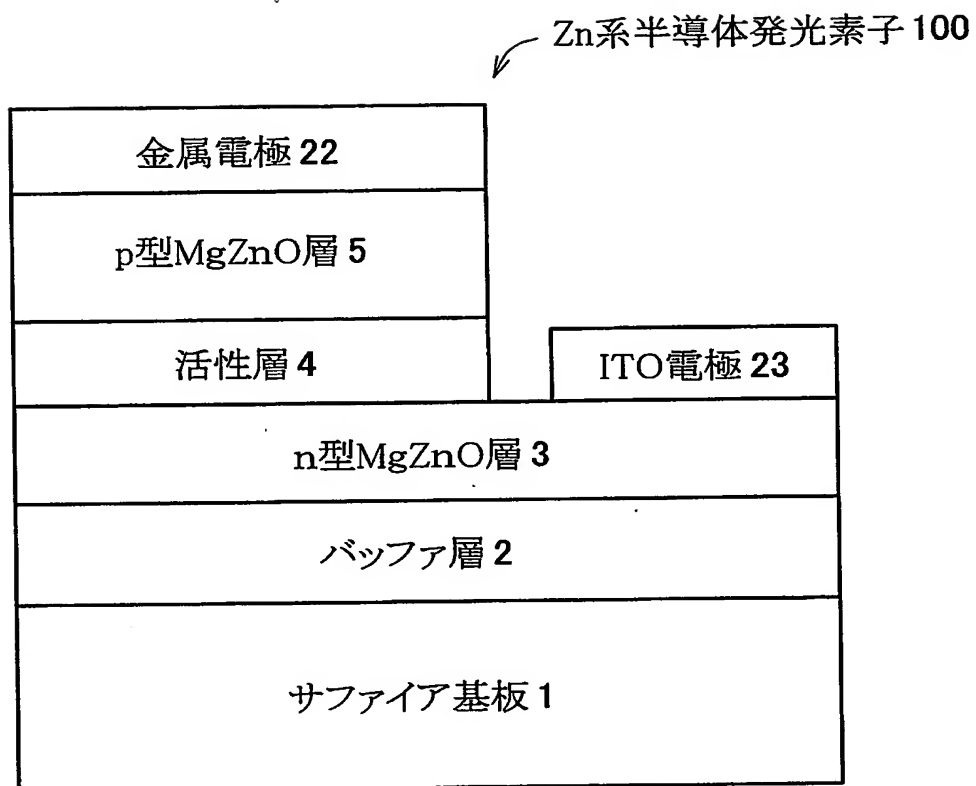 Zn系半導体発光素子 100
金属電極 22
p型MgZnO層 5
活性層 4
ITO電極 23
n型MgZnO層 3
バッファ層 2
サファイア基板 1